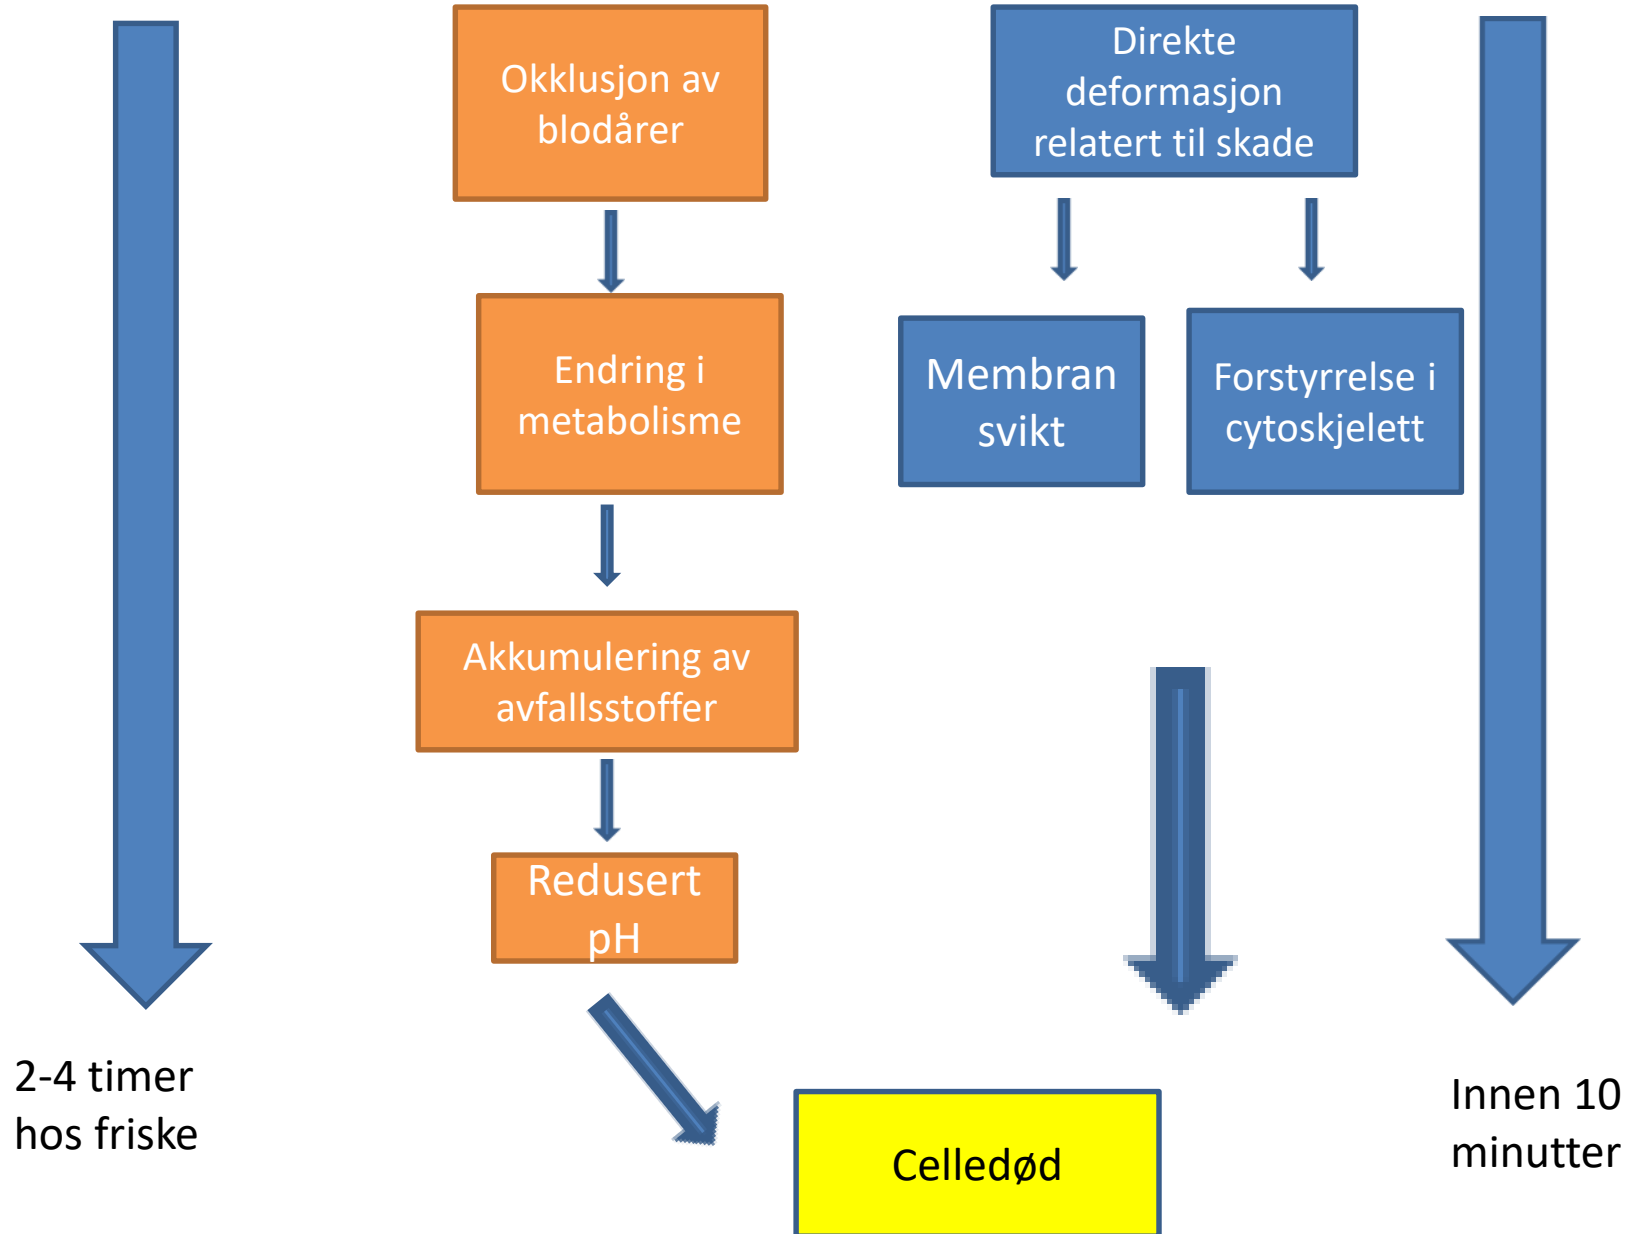 Okklusjon av
blodårer
Direkte
deformasjon
relatert til skade
Endring i
metabolisme
Membran
svikt
Forstyrrelse i
cytoskjelett
Akkumulering av
avfallsstoffer
Redusert
pH
2-4 timer
hos friske
Innen 10
minutter
Celledød